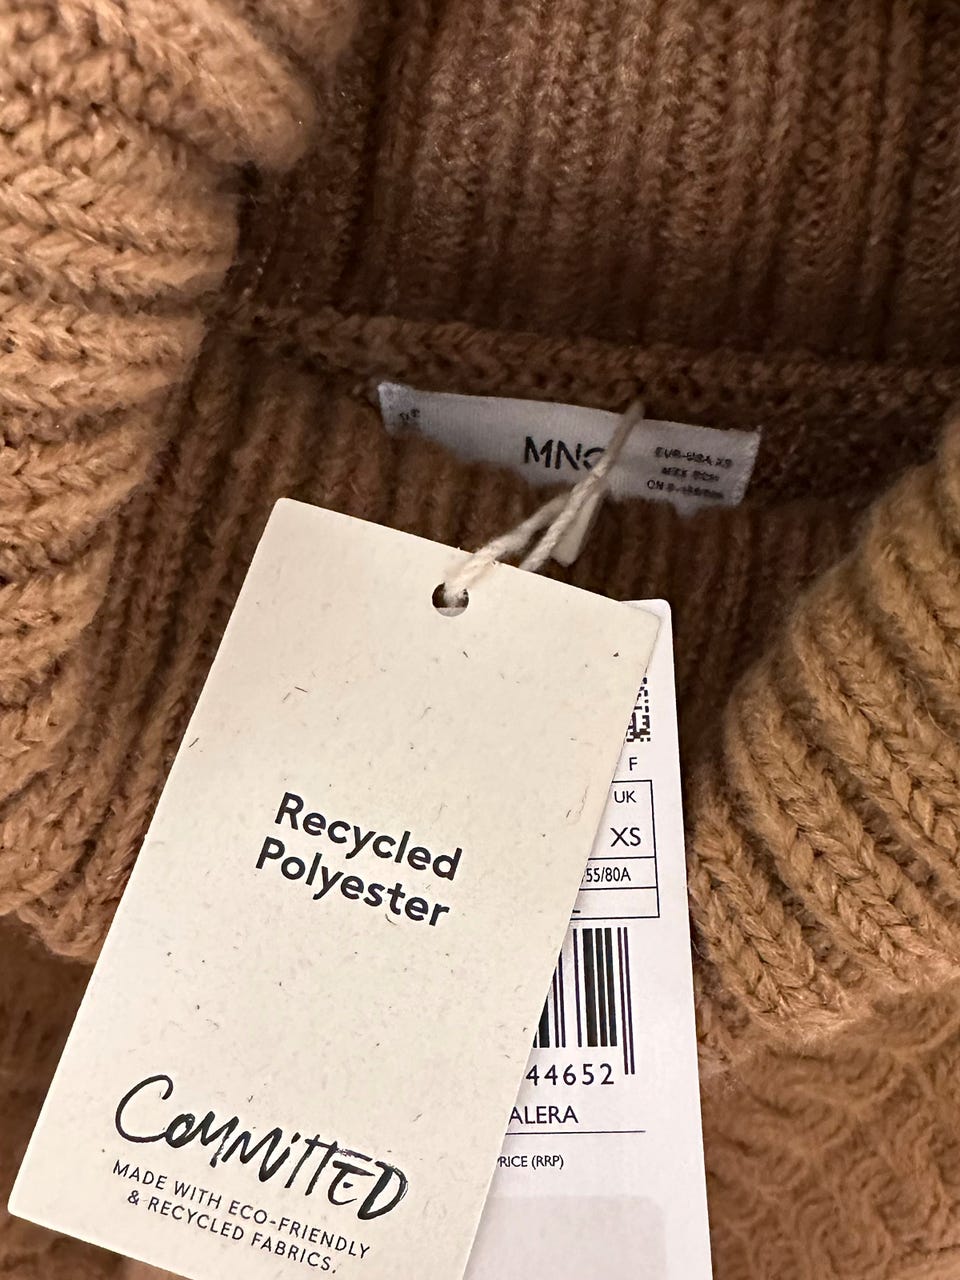 MNG
EUR-USA XS
Recycled
Polyester
COMMITTED
MADE WITH ECO-FRIENDLY
& RECYCLED FABRICS.
F
UK
XS
55/80A
44652
ALERA
PRICE (RRP)